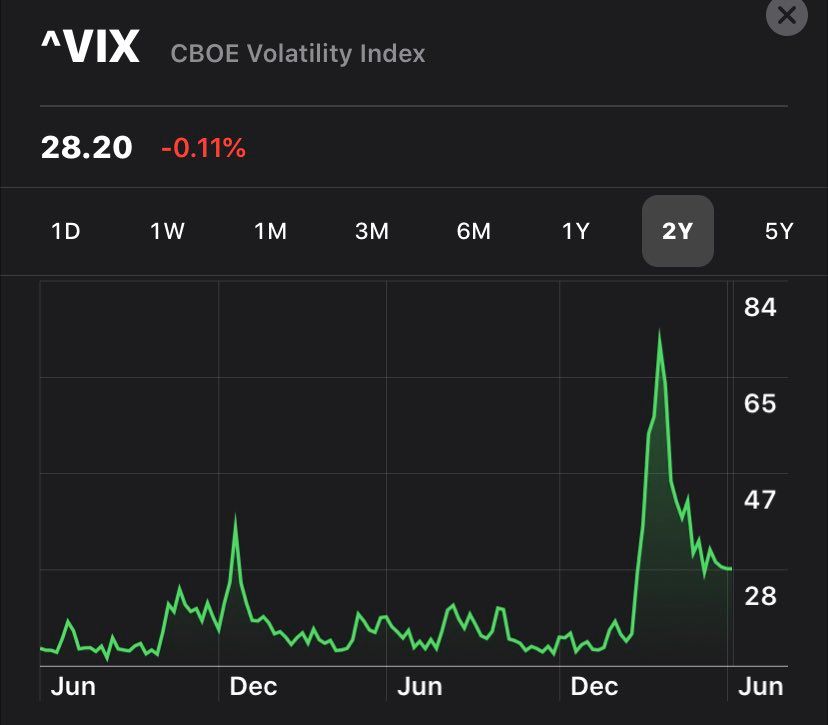 ^VIX CBOE Volatility Index
28.20 -0.11%
1D 1W 1M 3M 6M 1Y 2Y 5Y
84
65
47
28
Jun Dec Jun Dec Jun